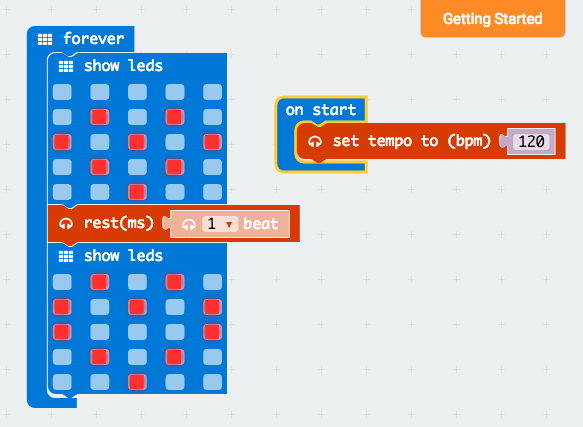 Getting Started
forever
show leds
on start
set tempo to (bpm) 120
rest(ms) 1 beat
show leds